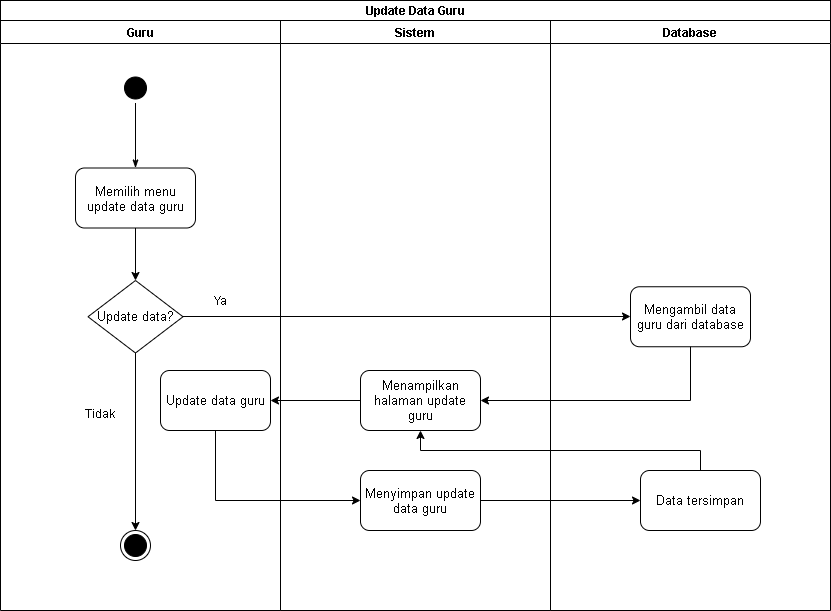 Update Data Guru
Guru
Sistem
Database
Memilih menu
update data guru
Update data?
Ya
Mengambil data
guru dari database
Tidak
Update data guru
Menampilkan
halaman update
guru
Menyimpan update
data guru
Data tersimpan